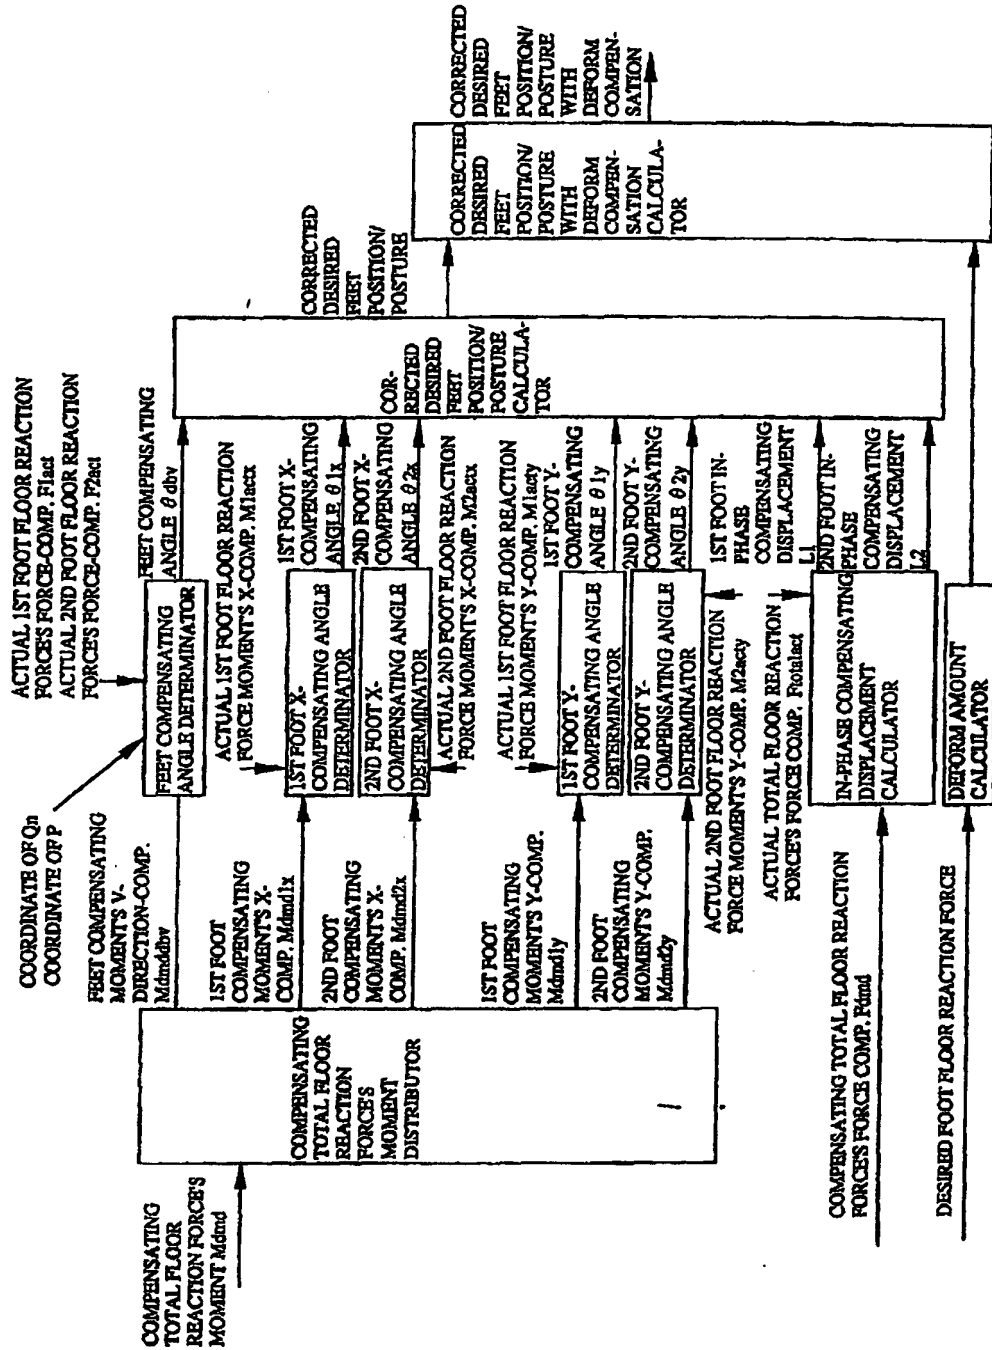 COMPENSATING
TOTAL FLOOR
REACTION FORCE'S
MOMENT Mdmd
COMPENSATING
TOTAL FLOOR
REACTION
FORCE'S
MOMENT
DISTRIBUTOR
COORDINATE OF Qn
COORDINATE OF P
ACTUAL 1ST FOOT FLOOR REACTION
FORCE'S FORCE-COMP. F1act
ACTUAL 2ND FOOT FLOOR REACTION
FORCE'S FORCE-COMP. F2act
FEET COMPENSATING
MOMENT'S V-
DIRECTION-COMP.
Mdmddbv
FEET COMPENSATING
ANGLE DETERMINATOR
FEET COMPENSATING
ANGLE θ dbv
1ST FOOT
COMPENSATING
MOMENT'S X-
COMP. Mdmd1x
ACTUAL 1ST FOOT FLOOR REACTION
FORCE MOMENT'S X-COMP. M1actx
1ST FOOT X-
COMPENSATING ANGLE
DETERMINATOR
1ST FOOT X-
COMPENSATING
ANGLE θ 1x
2ND FOOT
COMPENSATING
MOMENT'S X-
COMP. Mdmd2x
2ND FOOT X-
COMPENSATING ANGLE
DETERMINATOR
2ND FOOT X-
COMPENSATING
ANGLE θ 2x
ACTUAL 2ND FOOT FLOOR REACTION
FORCE MOMENT'S X-COMP. M2actx
1ST FOOT
COMPENSATING
MOMENT'S Y-COMP.
Mdmd1y
ACTUAL 1ST FOOT FLOOR REACTION
FORCE MOMENT'S Y-COMP. M1acty
1ST FOOT X-
COMPENSATING ANGLE
DETERMINATOR
1ST FOOT Y-
COMPENSATING
ANGLE θ 1y
2ND FOOT
COMPENSATING
MOMENT'S Y-COMP.
Mdmd2y
2ND FOOT Y-
COMPENSATING ANGLE
DETERMINATOR
2ND FOOT Y-
COMPENSATING
ANGLE θ 2y
ACTUAL 2ND FOOT FLOOR REACTION
FORCE MOMENT'S Y-COMP. M2acty
ACTUAL TOTAL FLOOR REACTION
FORCE'S FORCE COMP. Ftotalact
COMPENSATING TOTAL FLOOR REACTION
FORCE'S FORCE COMP. Fdmd
IN-PHASE COMPENSATING
DISPLACEMENT
CALCULATOR
1ST FOOT IN-
PHASE
COMPENSATING
DISPLACEMENT
L1
2ND FOOT IN-
PHASE
COMPENSATING
DISPLACEMENT
L2
DESIRED FOOT FLOOR REACTION FORCE
DEFORM AMOUNT
CALCULATOR
COR-
RECTED
DESIRED
FEET
POSITION/
POSTURE
CALCULA-
TOR
CORRECTED
DESIRED
FEET
POSITION/
POSTURE
CORRECTED
DESIRED
FEET
POSITION/
POSTURE
WITH
DEFORM
COMPEN-
SATION
CALCULA-
TOR
CORRECTED
DESIRED
FEET
POSITION/
POSTURE
WITH
DEFORM
COMPEN-
SATION